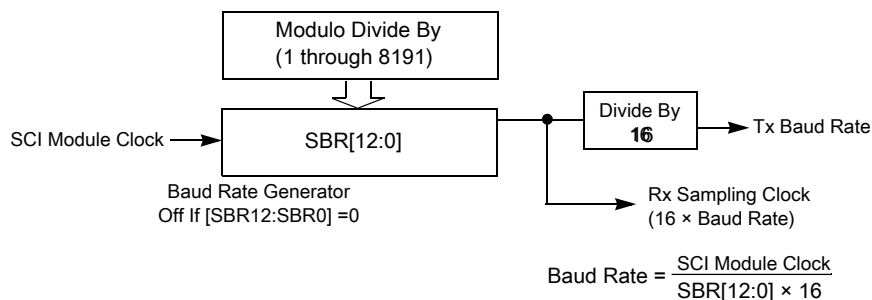 Modulo Divide By
(1 through 8191)
SCI Module Clock
SBR[12:0]
Divide By
16
Tx Baud Rate
Baud Rate Generator
Off If [SBR12:SBR0] =0
Rx Sampling Clock
(16 × Baud Rate)
Baud Rate = SCI Module Clock
SBR[12:0] × 16